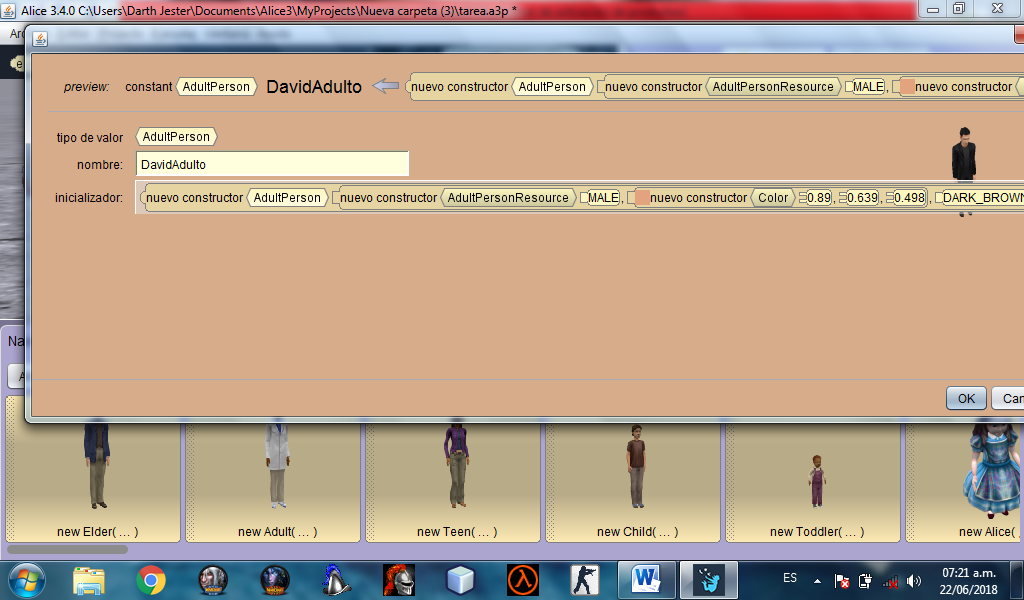 Alice 3.4.0 C:\Users\Darth Jester\Documents\Alice3\MyProjects\Nueva carpeta (3)\tarea.a3p *
preview: constant AdultPerson DavidAdulto nuevo constructor AdultPerson nuevo constructor AdultPersonResource MALE, nuevo constructor
tipo de valor AdultPerson
nombre: DavidAdulto
inicializador: nuevo constructor AdultPerson nuevo constructor AdultPersonResource MALE, nuevo constructor Color 0.89, 0.639, 0.498, DARK_BROWN
OK
new Elder( ... ) new Adult( ... ) new Teen( ... ) new Child( ... ) new Toddler( ... ) new Alice(
ES 07:21 a.m.
22/06/2018